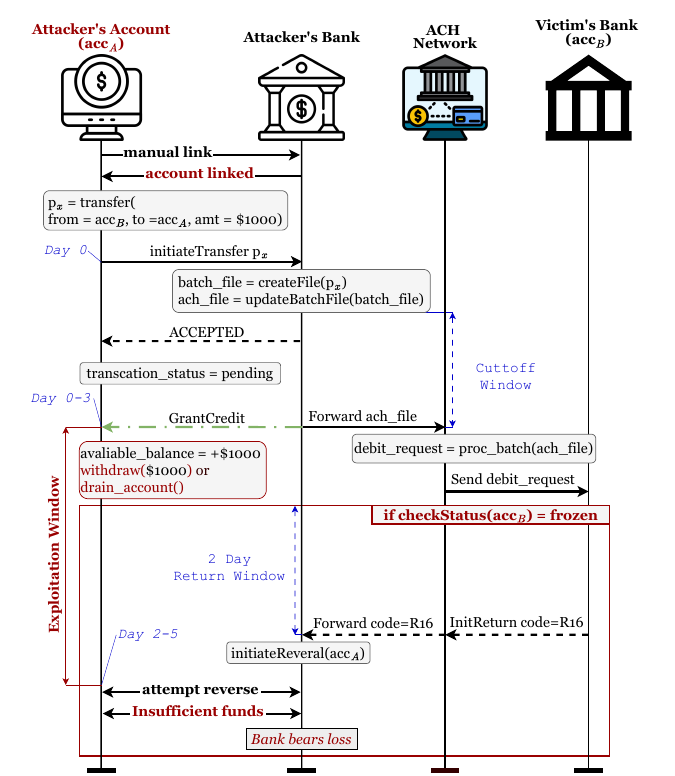 Attacker's Account
(acc_A)
Attacker's Bank
ACH
Network
Victim's Bank
(acc_B)
manual link
account linked
p_x = transfer(
from = acc_B, to =acc_A, amt = $1000)
Day 0
initiateTransfer p_x
batch_file = createFile(p_x)
ach_file = updateBatchFile(batch_file)
ACCEPTED
transcation_status = pending
Cuttoff
Window
Day 0-3
GrantCredit
Forward ach_file
debit_request = proc_batch(ach_file)
avaliable_balance = +$1000
withdraw($1000) or
drain_account()
Send debit_request
Exploitation Window
if checkStatus(acc_B) = frozen
2 Day
Return Window
Forward code=R16
InitReturn code=R16
Day 2-5
initiateReveral(acc_A)
attempt reverse
Insufficient funds
Bank bears loss
$
$
$